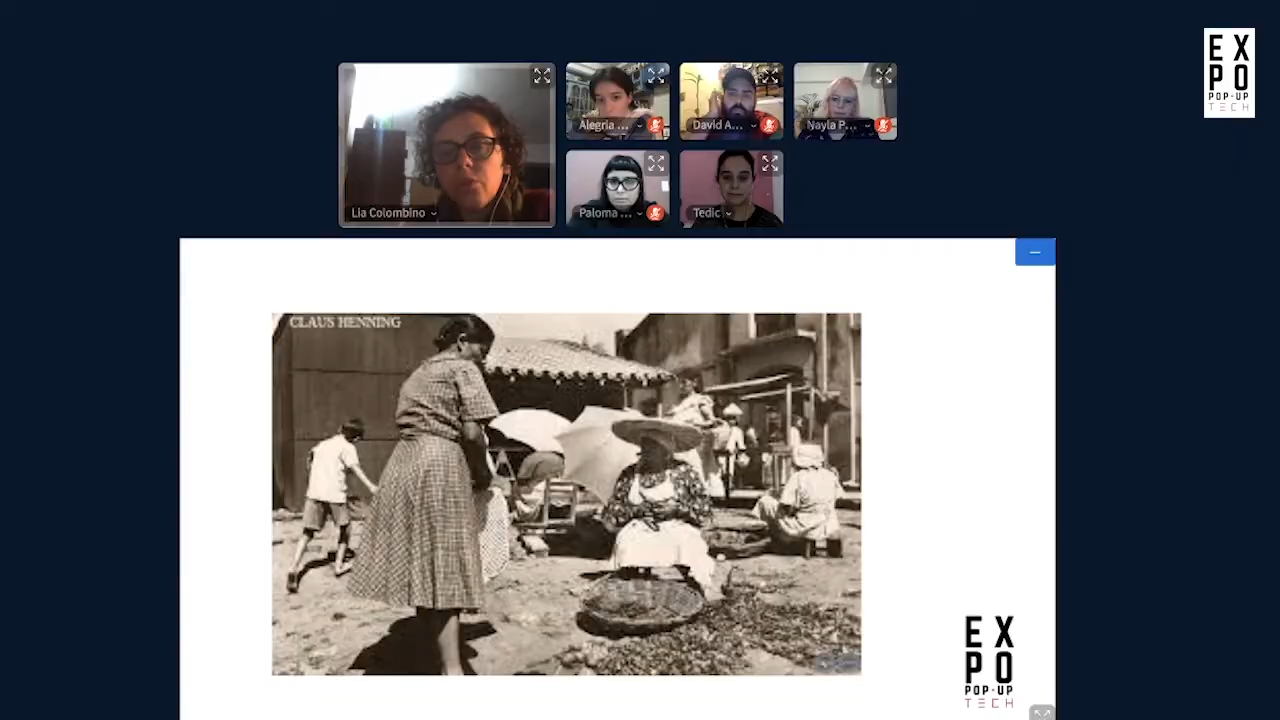 EX
PO
POP-UP
TECH
Alegria ...
David A...
Nayla P...
Lia Colombino
Paloma ...
Tedic
CLAUS HENNING
EX
PO
POP-UP
TECH